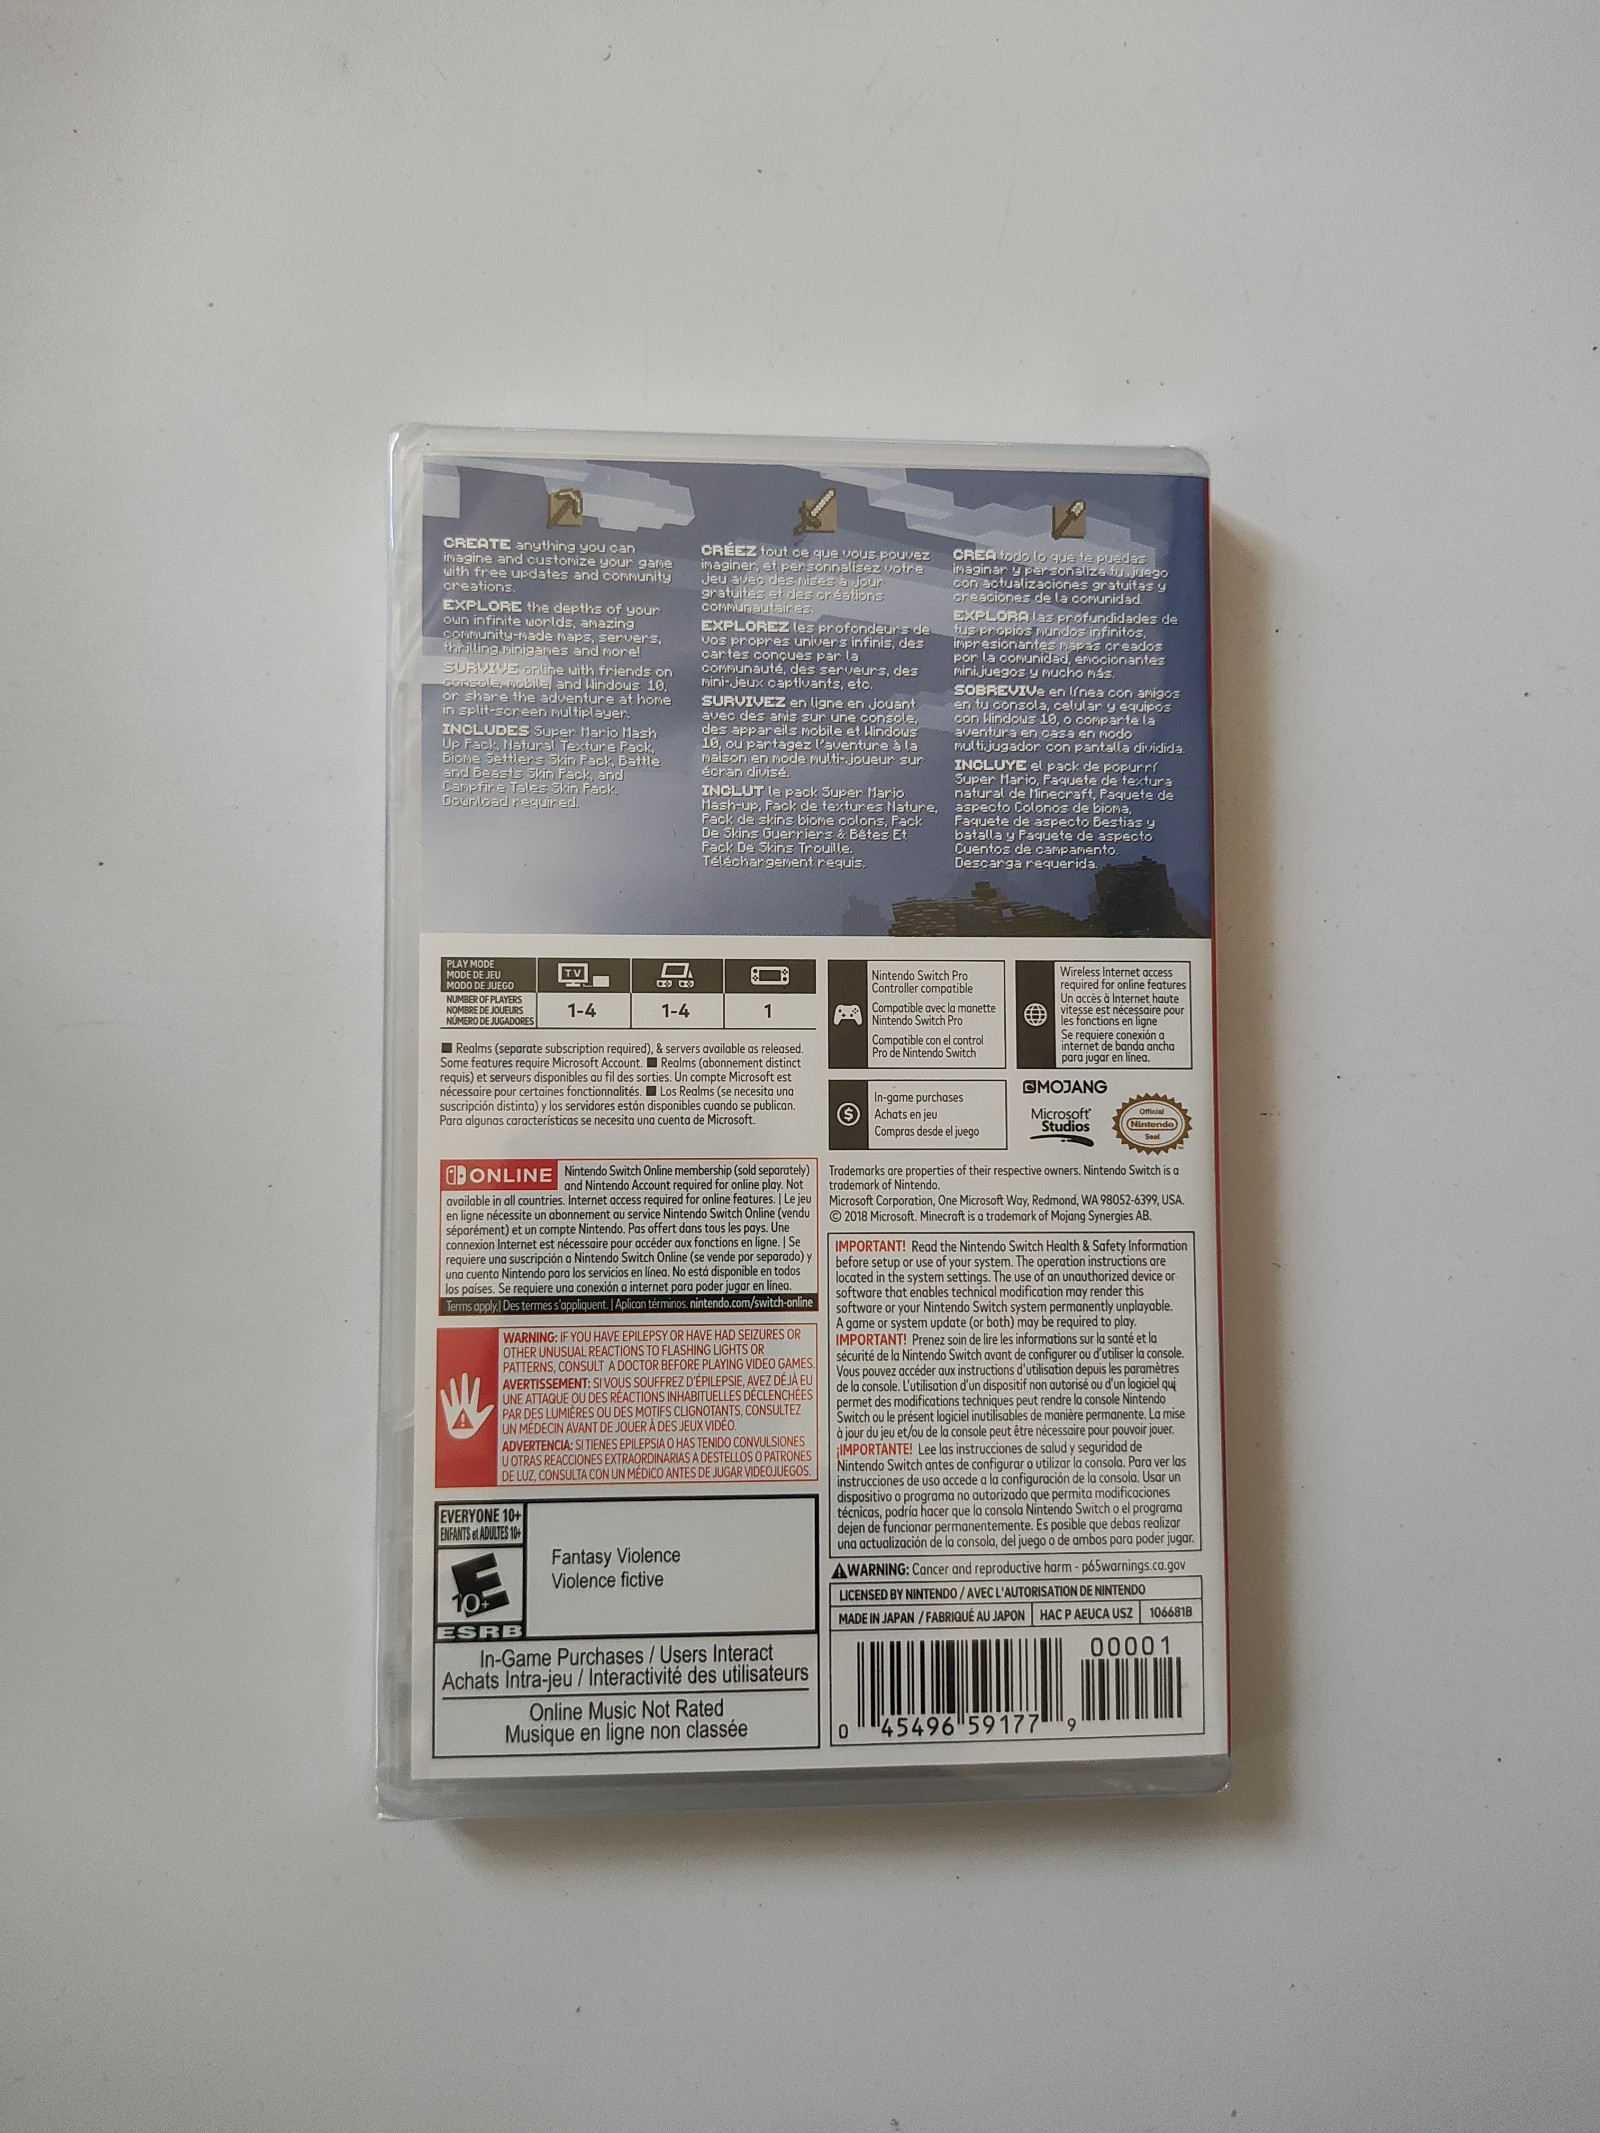 CREATE anything you can
imagine and customize your game
with free updates and community
creations.
EXPLORE the depths of your
own infinite worlds, amazing
community-made maps, servers,
thrilling minigames and more!
SURVIVE online with friends on
console, mobile, and Windows 10,
or share the adventure at home
in split-screen multiplayer.
INCLUDES Super Mario Mash
Up Pack, Natural Texture Pack,
Biome Settlers Skin Pack, Battle
and Beasts Skin Pack, and
Campfire Tales Skin Pack.
Download required.
CRÉEZ tout ce que vous pouvez
imaginer, et personnalisez votre
jeu avec des mises à jour
gratuites et des créations
communautaires.
EXPLOREZ les profondeurs de
vos propres univers infinis, des
cartes conçues par la
communauté, des serveurs, des
mini-jeux captivants, etc.
SURVIVEZ en ligne en jouant
avec des amis sur une console,
des appareils mobile et Windows
10, ou partagez l'aventure à la
maison en mode multi-joueur sur
écran divisé.
INCLUT le pack Super Mario
Mash-up, Pack de textures Nature,
Pack de skins biome colons, Pack
De Skins Guerriers & Bêtes Et
Pack De Skins Trouille.
Téléchargement requis.
CREA todo lo que te puedas
imaginar y personaliza tu juego
con actualizaciones gratuitas y
creaciones de la comunidad.
EXPLORA las profundidades de
tus propios mundos infinitos,
impresionantes mapas creados
por la comunidad, emocionantes
minijuegos y mucho más.
SOBREVIVe en línea con amigos
en tu consola, celular y equipos
con Windows 10, o comparte la
aventura en casa en modo
multijugador con pantalla dividida.
INCLUYE el pack de popurrí
Super Mario, Paquete de textura
natural de Minecraft, Paquete de
aspecto Colonos de bioma,
Paquete de aspecto Bestias y
batalla y Paquete de aspecto
Cuentos de campamento.
Descarga requerida.
PLAY MODE
MODE DE JEU
MODO DE JUEGO
TV
NUMBER OF PLAYERS
NOMBRE DE JOUEURS
NÚMERO DE JUGADORES
1-4
1-4
1
■ Realms (separate subscription required), & servers available as released.
Some features require Microsoft Account. ■ Realms (abonnement distinct
requis) et serveurs disponibles au fil des sorties. Un compte Microsoft est
nécessaire pour certaines fonctionnalités. ■ Los Realms (se necesita una
suscripción distinta) y los servidores están disponibles cuando se publican.
Para algunas características se necesita una cuenta de Microsoft.
Nintendo Switch Pro
Controller compatible
Compatible avec la manette
Nintendo Switch Pro
Compatible con el control
Pro de Nintendo Switch
Wireless Internet access
required for online features
Un accès à Internet haute
vitesse est nécessaire pour
les fonctions en ligne
Se requiere conexión a
internet de banda ancha
para jugar en línea.
$
In-game purchases
Achats en jeu
Compras desde el juego
MOJANG
Microsoft
Studios
Official
Nintendo
Seal
ONLINE
Nintendo Switch Online membership (sold separately)
and Nintendo Account required for online play. Not
available in all countries. Internet access required for online features. | Le jeu
en ligne nécessite un abonnement au service Nintendo Switch Online (vendu
séparément) et un compte Nintendo. Pas offert dans tous les pays. Une
connexion Internet est nécessaire pour accéder aux fonctions en ligne. | Se
requiere una suscripción a Nintendo Switch Online (se vende por separado) y
una cuenta Nintendo para los servicios en línea. No está disponible en todos
los países. Se requiere una conexión a internet para poder jugar en línea.
Terms apply.| Des termes s'appliquent. | Aplican términos. nintendo.com/switch-online
Trademarks are properties of their respective owners. Nintendo Switch is a
trademark of Nintendo.
Microsoft Corporation, One Microsoft Way, Redmond, WA 98052-6399, USA.
© 2018 Microsoft. Minecraft is a trademark of Mojang Synergies AB.
WARNING: IF YOU HAVE EPILEPSY OR HAVE HAD SEIZURES OR
OTHER UNUSUAL REACTIONS TO FLASHING LIGHTS OR
PATTERNS, CONSULT A DOCTOR BEFORE PLAYING VIDEO GAMES.
AVERTISSEMENT: SI VOUS SOUFFREZ D'ÉPILEPSIE, AVEZ DÉJÀ EU
UNE ATTAQUE OU DES RÉACTIONS INHABITUELLES DÉCLENCHÉES
PAR DES LUMIÈRES OU DES MOTIFS CLIGNOTANTS, CONSULTEZ
UN MÉDECIN AVANT DE JOUER À DES JEUX VIDÉO.
ADVERTENCIA: SI TIENES EPILEPSIA O HAS TENIDO CONVULSIONES
U OTRAS REACCIONES EXTRAORDINARIAS A DESTELLOS O PATRONES
DE LUZ, CONSULTA CON UN MÉDICO ANTES DE JUGAR VIDEOJUEGOS.
IMPORTANT! Read the Nintendo Switch Health & Safety Information
before setup or use of your system. The operation instructions are
located in the system settings. The use of an unauthorized device or
software that enables technical modification may render this
software or your Nintendo Switch system permanently unplayable.
A game or system update (or both) may be required to play.
IMPORTANT! Prenez soin de lire les informations sur la santé et la
sécurité de la Nintendo Switch avant de configurer ou d'utiliser la console.
Vous pouvez accéder aux instructions d'utilisation depuis les paramètres
de la console. L'utilisation d'un dispositif non autorisé ou d'un logiciel qui
permet des modifications techniques peut rendre la console Nintendo
Switch ou le présent logiciel inutilisables de manière permanente. La mise
à jour du jeu et/ou de la console peut être nécessaire pour pouvoir jouer.
¡IMPORTANTE! Lee las instrucciones de salud y seguridad de
Nintendo Switch antes de configurar o utilizar la consola. Para ver las
instrucciones de uso accede a la configuración de la consola. Usar un
dispositivo o programa no autorizado que permita modificaciones
técnicas, podría hacer que la consola Nintendo Switch o el programa
dejen de funcionar permanentemente. Es posible que debas realizar
una actualización de la consola, del juego o de ambos para poder jugar.
EVERYONE 10+
ENFANTS et ADULTES 10+
E
10+
ESRB
Fantasy Violence
Violence fictive
In-Game Purchases / Users Interact
Achats Intra-jeu / Interactivité des utilisateurs
Online Music Not Rated
Musique en ligne non classée
WARNING: Cancer and reproductive harm - p65warnings.ca.gov
LICENSED BY NINTENDO / AVEC L'AUTORISATION DE NINTENDO
MADE IN JAPAN / FABRIQUÉ AU JAPON
HAC P AEUCA USZ
106681B
00001
0 45496 59177 9